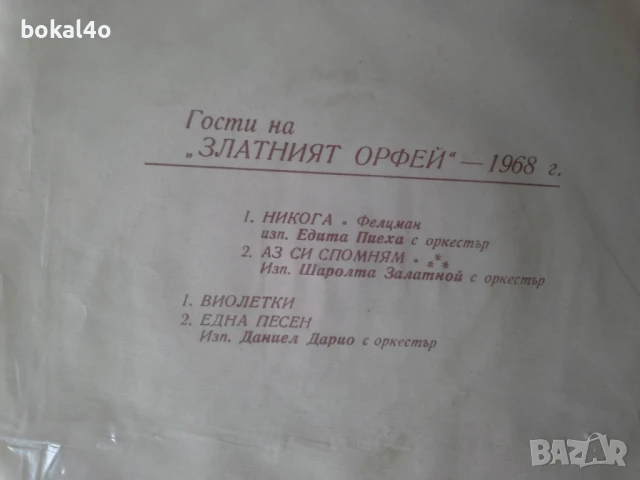 bokal4o
Гости на
„ЗЛАТНИЯТ ОРФЕЙ“ — 1968 г.
1. НИКОГА • Фелцман
изп. Едита Пиеха с оркестър
2. АЗ СИ СПОМНЯМ • ***
Изп. Шаролта Залатной с оркестър
1. ВИОЛЕТКИ
2. ЕДНА ПЕСЕН
Изп. Даниел Дарио с оркестър
BAZAR